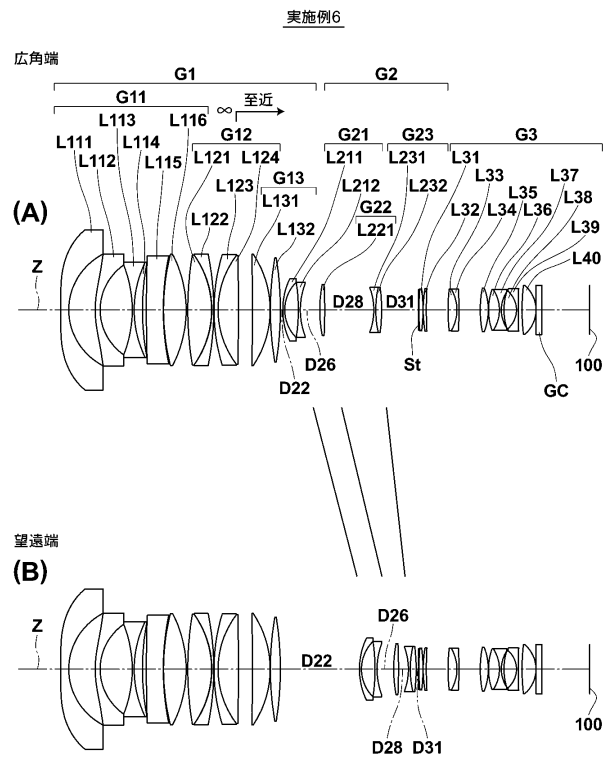 実施例6
広角端
G1
G2
G11
∞ 至近
L113
L116
G12
G21
G23
G3
L111
L114
L121
L124
L211
L231
L31
L37
L112
L115
L123
G13
L212
L232
L33
L35
L38
L131
G22
L32
L34
L36
L39
L122
L132
L221
L40
(A)
Z
D28
D31
D26
St
100
D22
GC
望遠端
(B)
Z
D26
D22
100
D28
D31